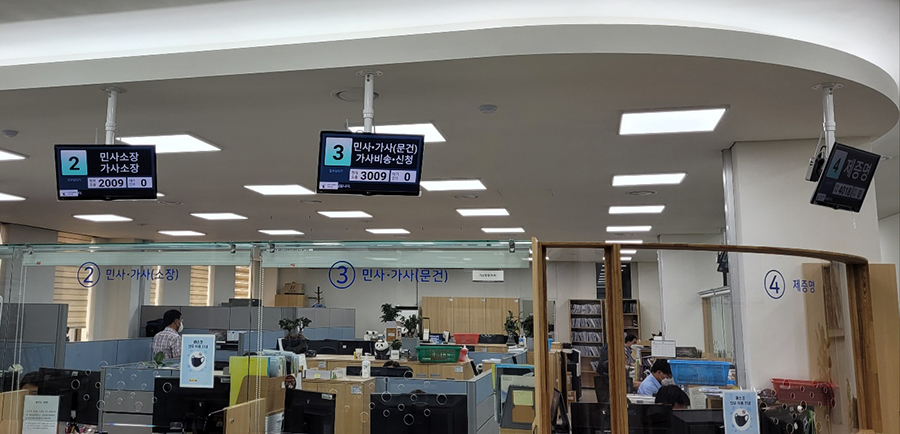 2
민사소장
가사소장
2009
0
3
민사·가사(문건)
가사비송·신청
3009
0
4
제증명
2 민사·가사(소장)
3 민사·가사(문건)
4 제증명